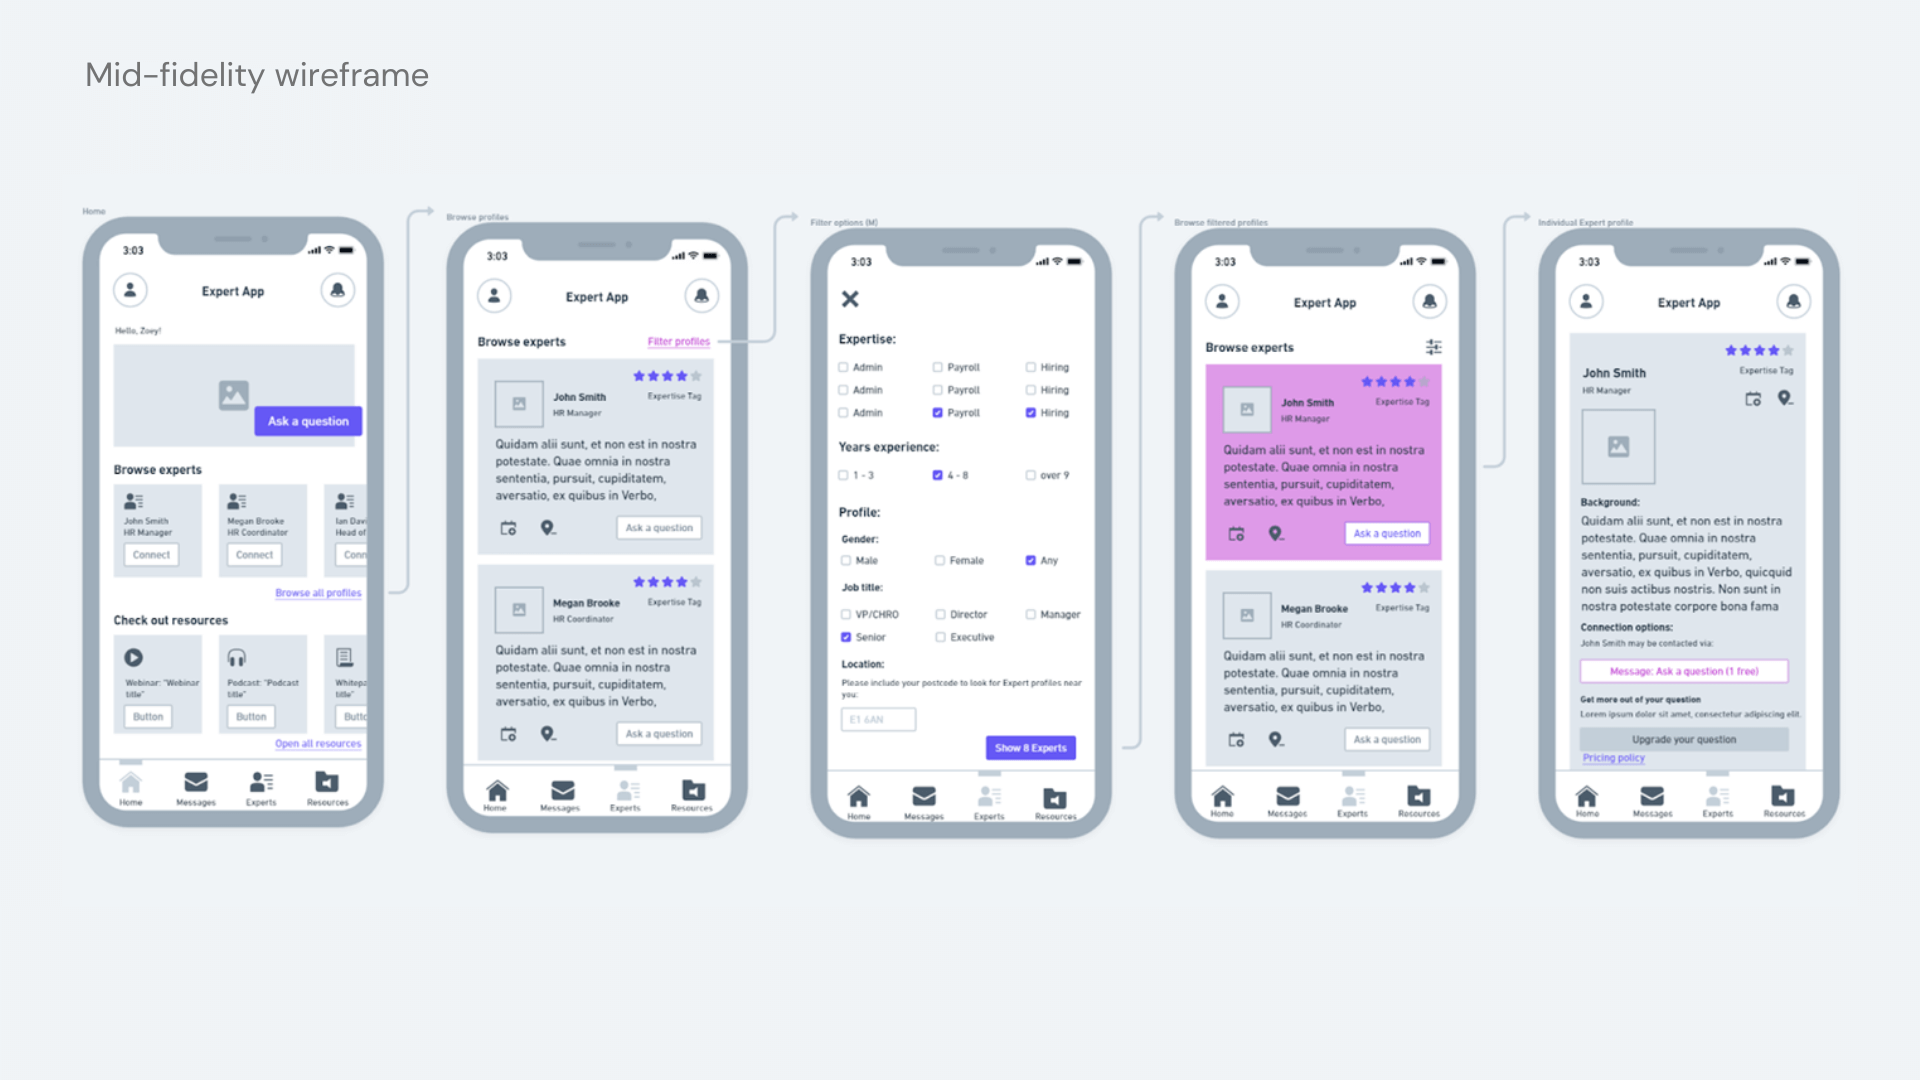 Mid-fidelity wireframe
Home
3:03
Expert App
Hello, Zoey!
Ask a question
Browse experts
John Smith
HR Manager
Connect
Megan Brooke
HR Coordinator
Connect
Ian Davi
Head of
Conn
Browse all profiles
Check out resources
Webinar: "Webinar
title"
Button
Podcast: "Podcast
title"
Button
Whitepa
title"
Butto
Open all resources
Home
Messages
Experts
Resources
Browse profiles
3:03
Expert App
Browse experts
Filter profiles
John Smith
HR Manager
Expertise Tag
Quidam alii sunt, et non est in nostra
potestate. Quae omnia in nostra
sententia, pursuit, cupiditatem,
aversatio, ex quibus in Verbo,
Ask a question
Megan Brooke
HR Coordinator
Expertise Tag
Quidam alii sunt, et non est in nostra
potestate. Quae omnia in nostra
sententia, pursuit, cupiditatem,
aversatio, ex quibus in Verbo,
Ask a question
Home
Messages
Experts
Resources
Filter options (M)
3:03
Expertise:
Admin Payroll Hiring
Admin Payroll Hiring
Admin Payroll Hiring
Years experience:
1 - 3 4 - 8 over 9
Profile:
Gender:
Male Female Any
Job title:
VP/CHRO Director Manager
Senior Executive
Location:
Please include your postcode to look for Expert profiles near
you:
E1 6AN
Show 8 Experts
Home
Messages
Experts
Resources
Browse filtered profiles
3:03
Expert App
Browse experts
John Smith
HR Manager
Expertise Tag
Quidam alii sunt, et non est in nostra
potestate. Quae omnia in nostra
sententia, pursuit, cupiditatem,
aversatio, ex quibus in Verbo,
Ask a question
Megan Brooke
HR Coordinator
Expertise Tag
Quidam alii sunt, et non est in nostra
potestate. Quae omnia in nostra
sententia, pursuit, cupiditatem,
aversatio, ex quibus in Verbo,
Ask a question
Home
Messages
Experts
Resources
Individual Expert profile
3:03
Expert App
John Smith
HR Manager
Expertise Tag
Background:
Quidam alii sunt, et non est in nostra
potestate. Quae omnia in nostra
sententia, pursuit, cupiditatem,
aversatio, ex quibus in Verbo, quicquid
non suis actibus nostris. Non sunt in
nostra potestate corpore bona fama
Connection options:
John Smith may be contacted via:
Message: Ask a question (1 free)
Get more out of your question
Lorem ipsum dolor sit amet, consectetur adipiscing elit.
Upgrade your question
Pricing policy
Home
Messages
Experts
Resources